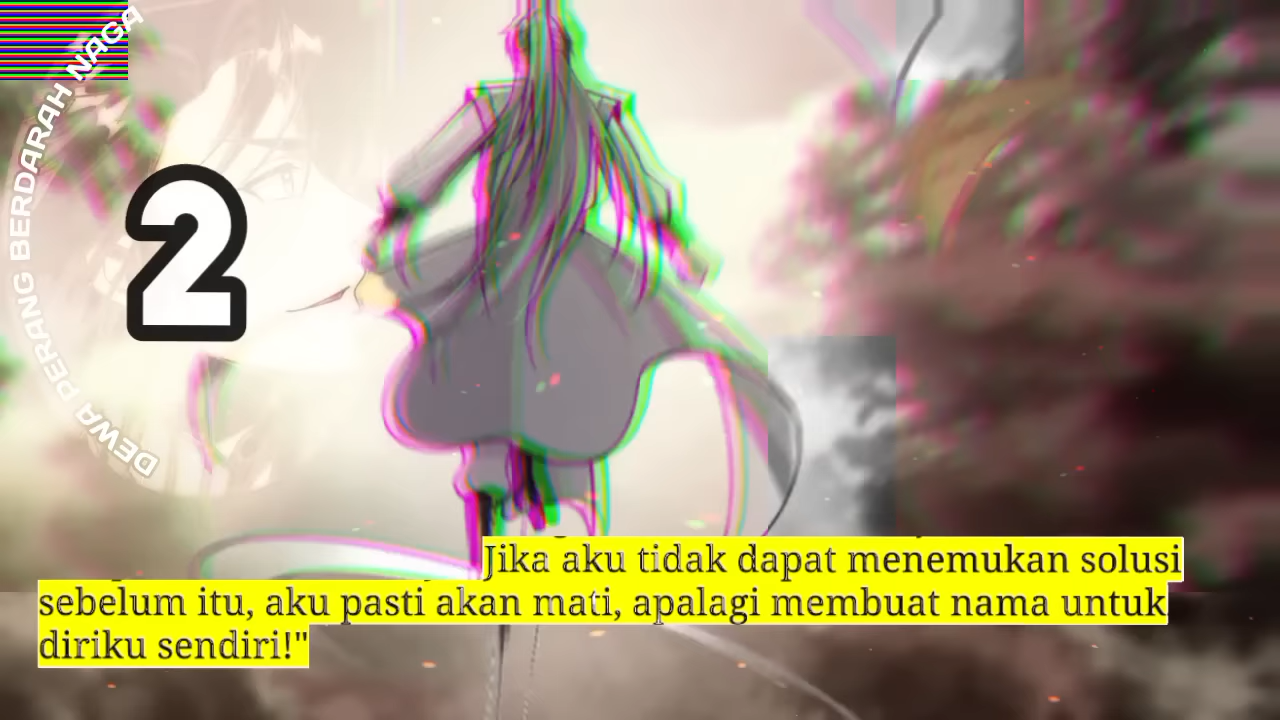 DEWA PERANG BERDARAH NAGA
2
Jika aku tidak dapat menemukan solusi
sebelum itu, aku pasti akan mati, apalagi membuat nama untuk
diriku sendiri!"